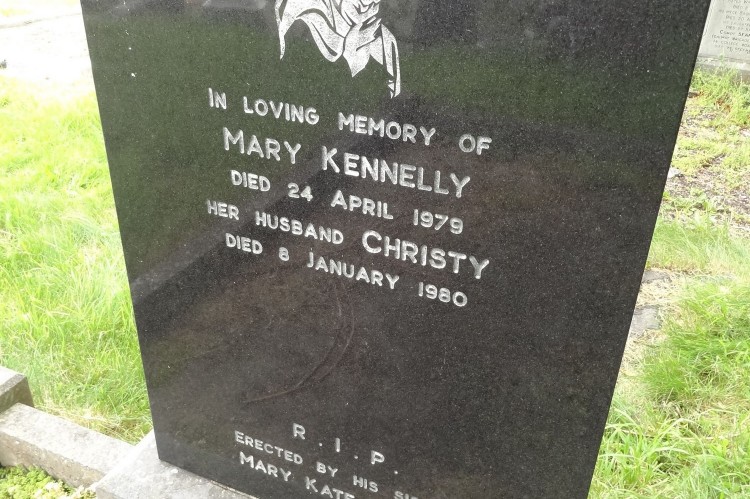 IN LOVING MEMORY OF
MARY KENNELLY
DIED 24 APRIL 1979
HER HUSBAND CHRISTY
DIED 8 JANUARY 1980
R.I.P.
ERECTED BY HIS
MARY KATE